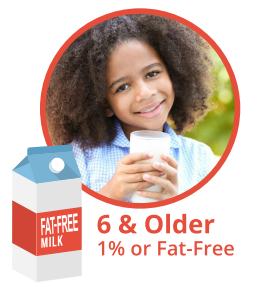 FAT-FREE
MILK
6 & Older
1% or Fat-Free